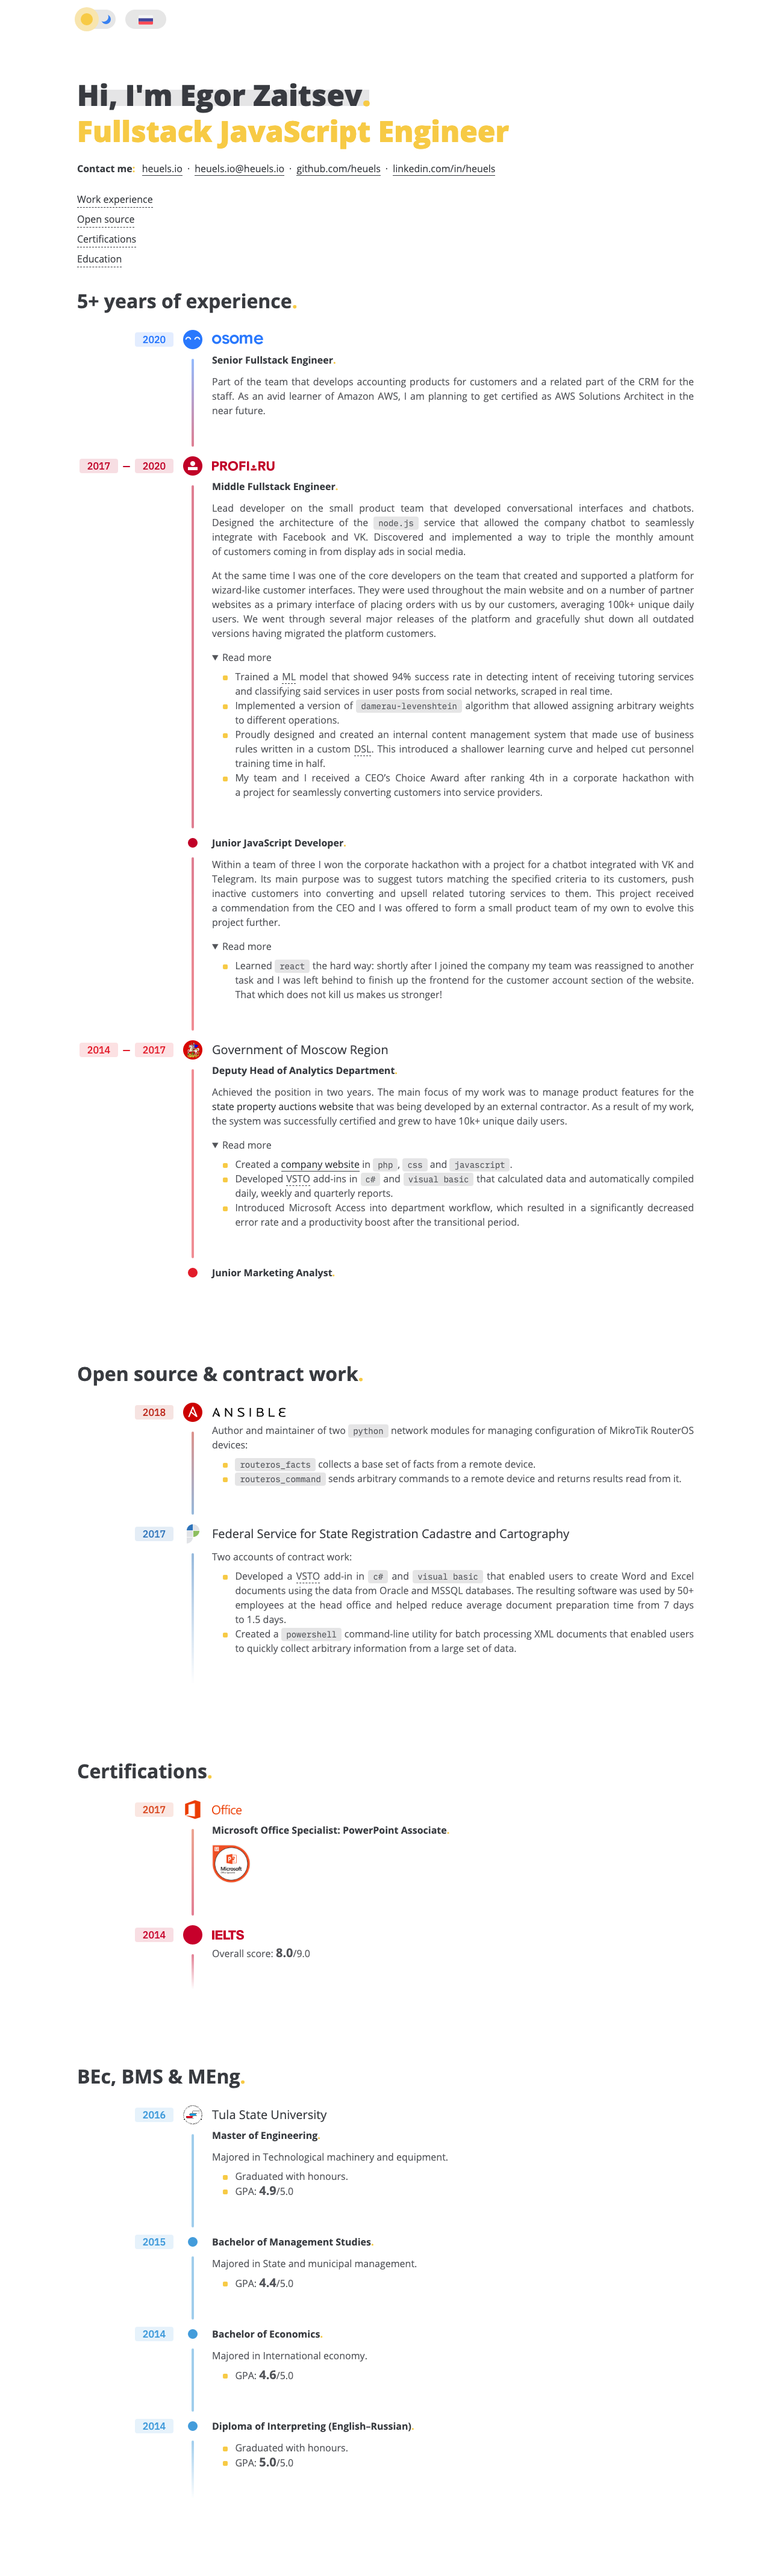 Hi, I'm Egor Zaitsev.
Fullstack JavaScript Engineer
Contact me: heuels.io · heuels.io@heuels.io · github.com/heuels · linkedin.com/in/heuels
Work experience
Open source
Certifications
Education
5+ years of experience.
2020 osome
Senior Fullstack Engineer.
Part of the team that develops accounting products for customers and a related part of the CRM for the
staff. As an avid learner of Amazon AWS, I am planning to get certified as AWS Solutions Architect in the
near future.
2017 — 2020 PROFI.RU
Middle Fullstack Engineer.
Lead developer on the small product team that developed conversational interfaces and chatbots.
Designed the architecture of the node.js service that allowed the company chatbot to seamlessly
integrate with Facebook and VK. Discovered and implemented a way to triple the monthly amount
of customers coming in from display ads in social media.
At the same time I was one of the core developers on the team that created and supported a platform for
wizard-like customer interfaces. They were used throughout the main website and on a number of partner
websites as a primary interface of placing orders with us by our customers, averaging 100k+ unique daily
users. We went through several major releases of the platform and gracefully shut down all outdated
versions having migrated the platform customers.
▼ Read more
Trained a ML model that showed 94% success rate in detecting intent of receiving tutoring services
and classifying said services in user posts from social networks, scraped in real time.
Implemented a version of damerau-levenshtein algorithm that allowed assigning arbitrary weights
to different operations.
Proudly designed and created an internal content management system that made use of business
rules written in a custom DSL. This introduced a shallower learning curve and helped cut personnel
training time in half.
My team and I received a CEO's Choice Award after ranking 4th in a corporate hackathon with
a project for seamlessly converting customers into service providers.
Junior JavaScript Developer.
Within a team of three I won the corporate hackathon with a project for a chatbot integrated with VK and
Telegram. Its main purpose was to suggest tutors matching the specified criteria to its customers, push
inactive customers into converting and upsell related tutoring services to them. This project received
a commendation from the CEO and I was offered to form a small product team of my own to evolve this
project further.
▼ Read more
Learned react the hard way: shortly after I joined the company my team was reassigned to another
task and I was left behind to finish up the frontend for the customer account section of the website.
That which does not kill us makes us stronger!
2014 — 2017 Government of Moscow Region
Deputy Head of Analytics Department.
Achieved the position in two years. The main focus of my work was to manage product features for the
state property auctions website that was being developed by an external contractor. As a result of my work,
the system was successfully certified and grew to have 10k+ unique daily users.
▼ Read more
Created a company website in php, css and javascript.
Developed VSTO add-ins in c# and visual basic that calculated data and automatically compiled
daily, weekly and quarterly reports.
Introduced Microsoft Access into department workflow, which resulted in a significantly decreased
error rate and a productivity boost after the transitional period.
Junior Marketing Analyst.
Open source & contract work.
2018 ANSIBLE
Author and maintainer of two python network modules for managing configuration of MikroTik RouterOS
devices:
routeros_facts collects a base set of facts from a remote device.
routeros_command sends arbitrary commands to a remote device and returns results read from it.
2017 Federal Service for State Registration Cadastre and Cartography
Two accounts of contract work:
Developed a VSTO add-in in c# and visual basic that enabled users to create Word and Excel
documents using the data from Oracle and MSSQL databases. The resulting software was used by 50+
employees at the head office and helped reduce average document preparation time from 7 days
to 1.5 days.
Created a powershell command-line utility for batch processing XML documents that enabled users
to quickly collect arbitrary information from a large set of data.
Certifications.
2017 Office
Microsoft Office Specialist: PowerPoint Associate.
Microsoft
2014 IELTS
Overall score: 8.0/9.0
BEc, BMS & MEng.
2016 Tula State University
Master of Engineering.
Majored in Technological machinery and equipment.
Graduated with honours.
GPA: 4.9/5.0
2015 Bachelor of Management Studies.
Majored in State and municipal management.
GPA: 4.4/5.0
2014 Bachelor of Economics.
Majored in International economy.
GPA: 4.6/5.0
2014 Diploma of Interpreting (English–Russian).
Graduated with honours.
GPA: 5.0/5.0